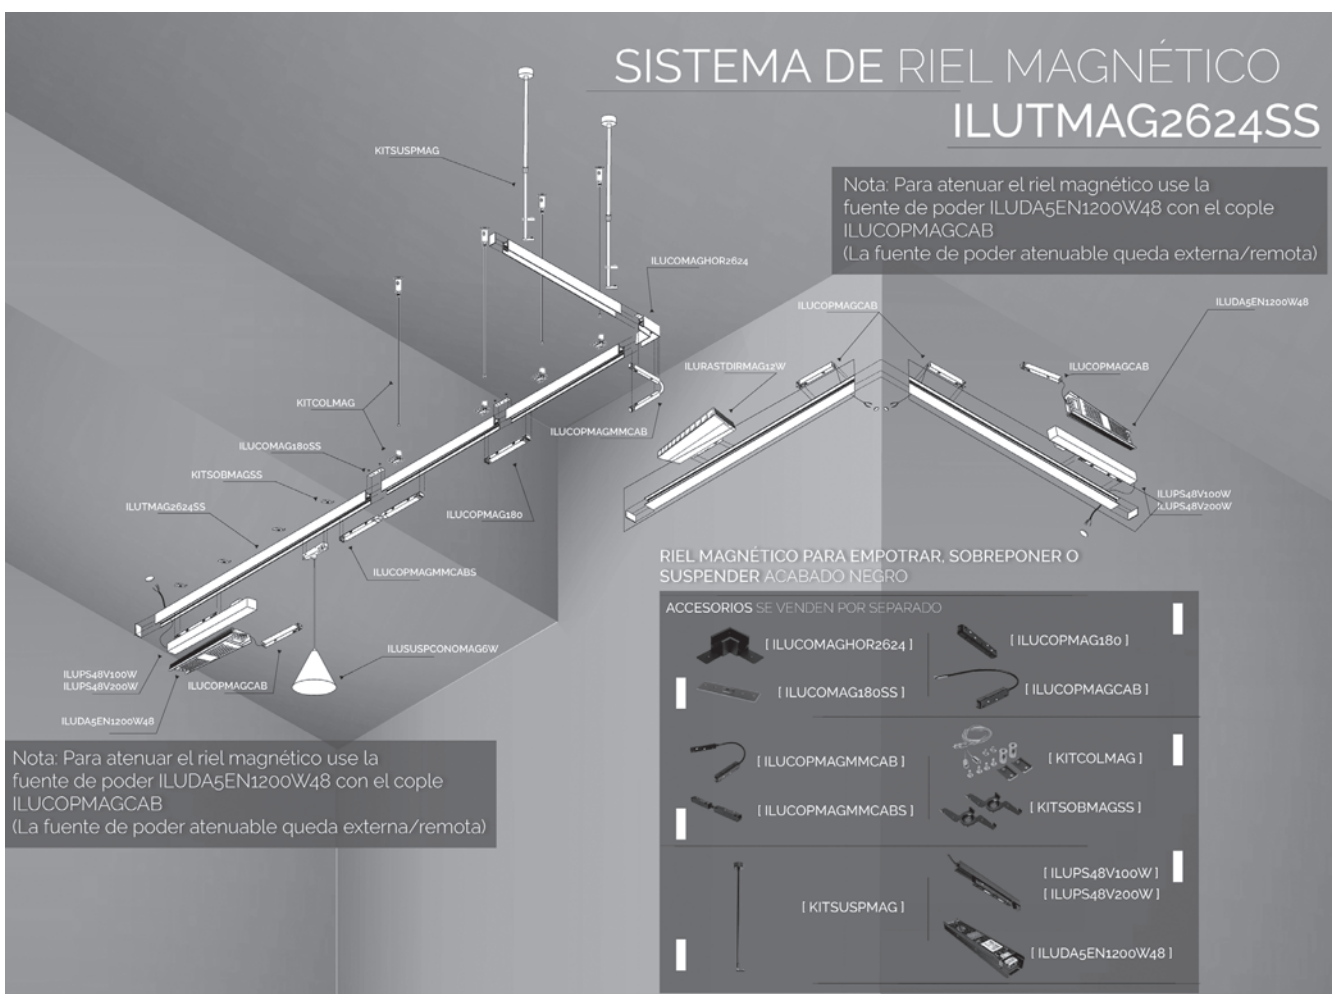 SISTEMA DE RIEL MAGNÉTICO
ILUTMAG2624SS
Nota: Para atenuar el riel magnético use la
fuente de poder ILUDA5EN1200W48 con el cople
ILUCOPMAGCAB
(La fuente de poder atenuable queda externa/remota)
KITSUSPMAG
ILUCOMAGHOR2624
ILUCOPMAGCAB
ILUDA5EN1200W48
ILURASTDIRMAG12W
ILUCOPMAGCAB
KITCOLMAG
ILUCOPMAGMMCAB
ILUCOMAG180SS
KITSOBMAGSS
ILUTMAG2624SS
ILUCOPMAG180
ILUPS48V100W
ILUPS48V200W
ILUCOPMAGMMCABS
ILUSUSPCONOMAG6W
ILUPS48V100W
ILUPS48V200W
ILUCOPMAGCAB
ILUDA5EN1200W48
Nota: Para atenuar el riel magnético use la
fuente de poder ILUDA5EN1200W48 con el cople
ILUCOPMAGCAB
(La fuente de poder atenuable queda externa/remota)
RIEL MAGNÉTICO PARA EMPOTRAR, SOBREPONER O
SUSPENDER ACABADO NEGRO
ACCESORIOS SE VENDEN POR SEPARADO
[ ILUCOMAGHOR2624 ]
[ ILUCOPMAG180 ]
[ ILUCOMAG180SS ]
[ ILUCOPMAGCAB ]
[ ILUCOPMAGMMCAB ]
[ KITCOLMAG ]
[ ILUCOPMAGMMCABS ]
[ KITSOBMAGSS ]
[ KITSUSPMAG ]
[ ILUPS48V100W ]
[ ILUPS48V200W ]
[ ILUDA5EN1200W48 ]